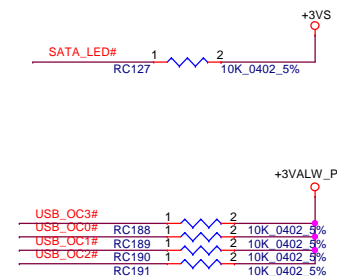 +3VS
SATA_LED# 1 2
RC127 10K_0402_5%
+3VALW_P
USB_OC3# 1 2
RC188 10K_0402_5%
USB_OC0# 1 2
RC189 10K_0402_5%
USB_OC1# 1 2
RC190 10K_0402_5%
USB_OC2# 1 2
RC191 10K_0402_5%